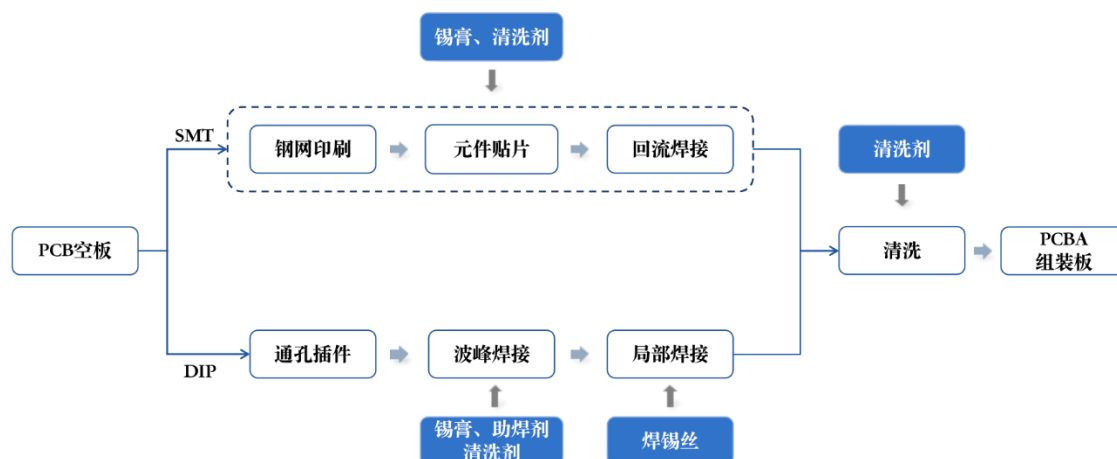 锡膏、清洗剂
SMT
钢网印刷
元件贴片
回流焊接
清洗剂
PCB空板
清洗
PCBA
组装板
DIP
通孔插件
波峰焊接
局部焊接
锡膏、助焊剂
清洗剂
焊锡丝